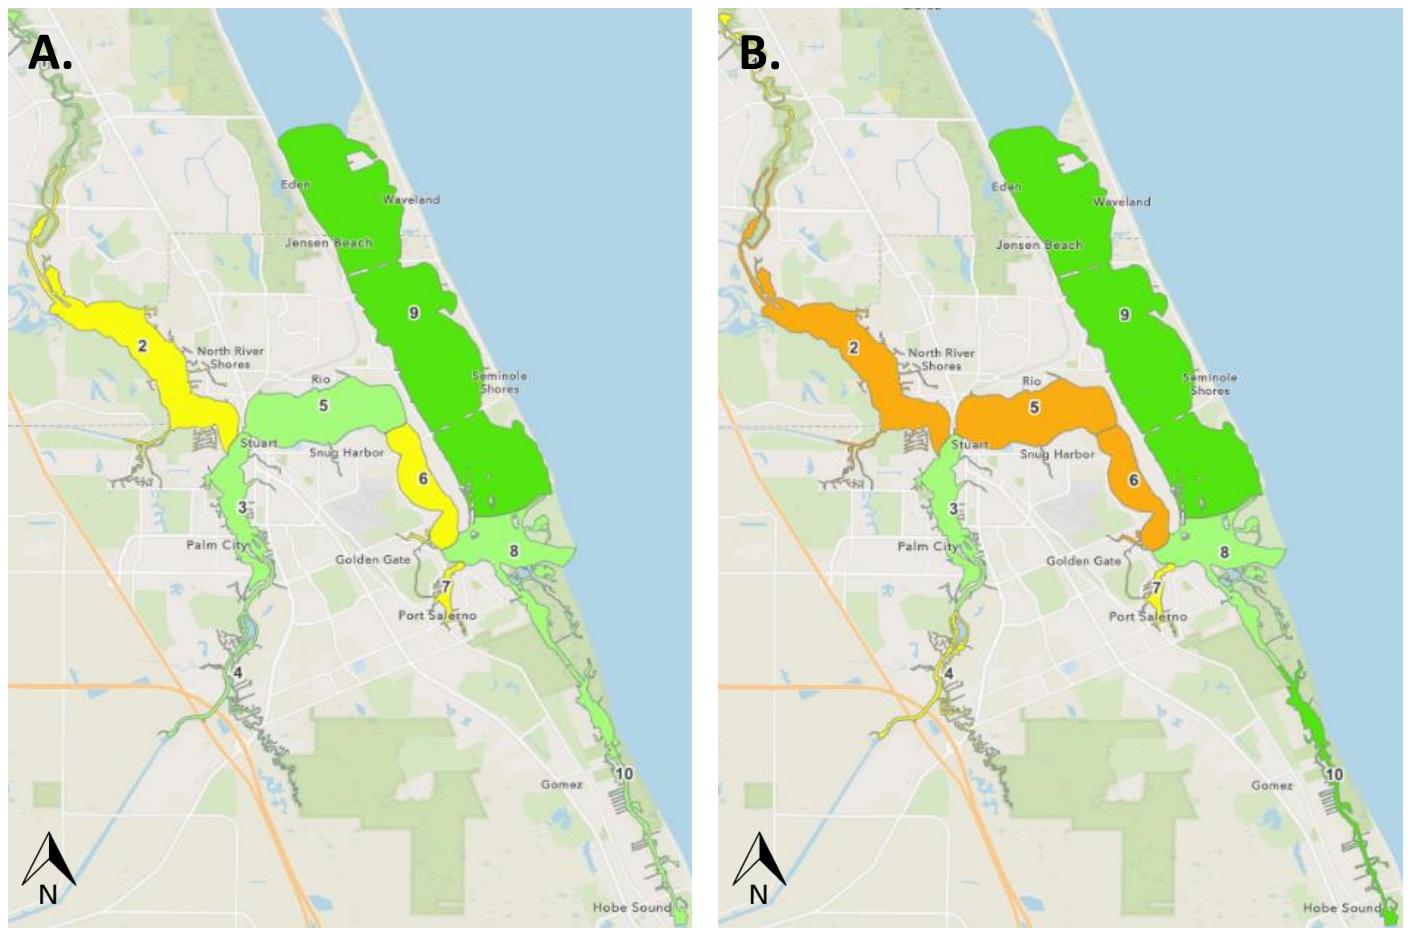 A.
Eden
Waveland
Jensen Beach
9
2
North River
Shores
Rio
Seminole
Shores
5
Stuart
Snug Harbor
6
3
Palm City
8
Golden Gate
7
Port Salerno
4
10
Gomez
N
Hobe Sound
B.
Eden
Waveland
Jensen Beach
9
2
North River
Shores
Rio
Seminole
Shores
5
Stuart
Snug Harbor
6
3
Palm City
8
Golden Gate
7
Port Salerno
4
10
Gomez
N
Hobe Sound